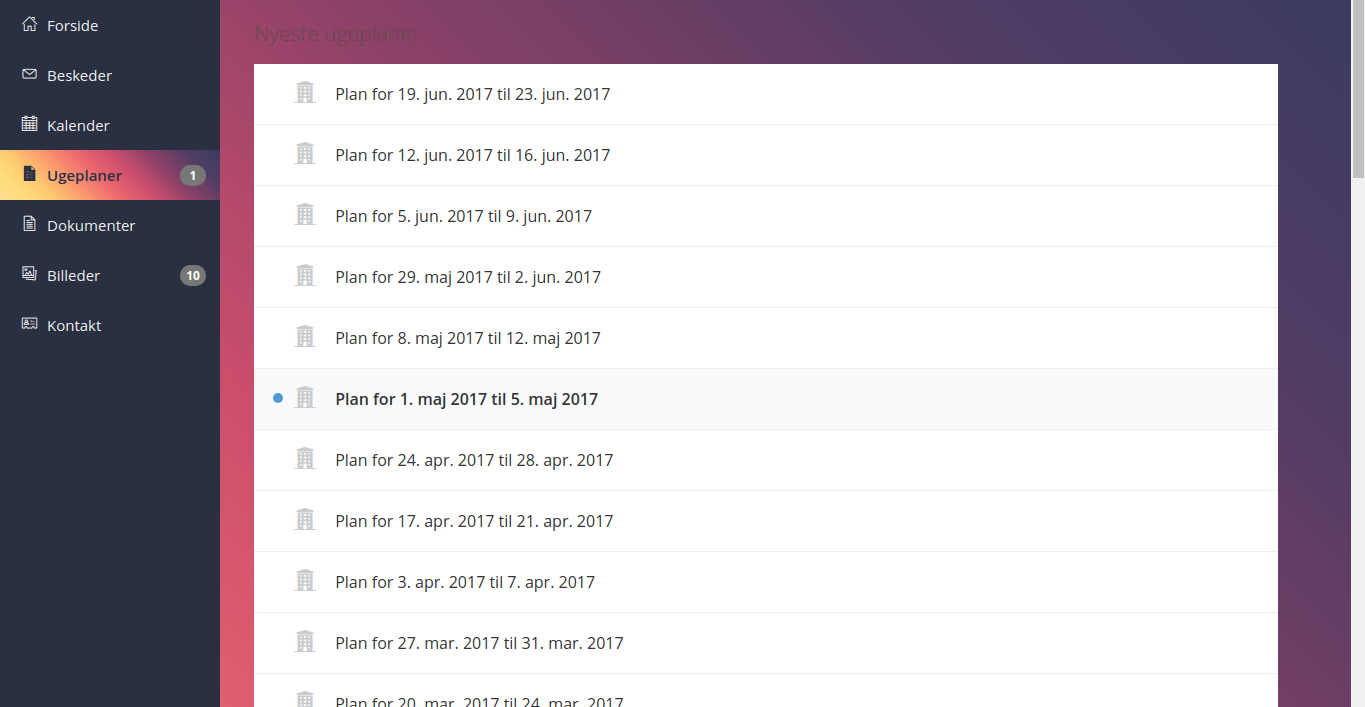 Forside
Beskeder
Kalender
Ugeplaner 1
Dokumenter
Billeder 10
Kontakt
Nyeste ugeplaner
Plan for 19. jun. 2017 til 23. jun. 2017
Plan for 12. jun. 2017 til 16. jun. 2017
Plan for 5. jun. 2017 til 9. jun. 2017
Plan for 29. maj 2017 til 2. jun. 2017
Plan for 8. maj 2017 til 12. maj 2017
Plan for 1. maj 2017 til 5. maj 2017
Plan for 24. apr. 2017 til 28. apr. 2017
Plan for 17. apr. 2017 til 21. apr. 2017
Plan for 3. apr. 2017 til 7. apr. 2017
Plan for 27. mar. 2017 til 31. mar. 2017
Plan for 20. mar. 2017 til 24. mar. 2017